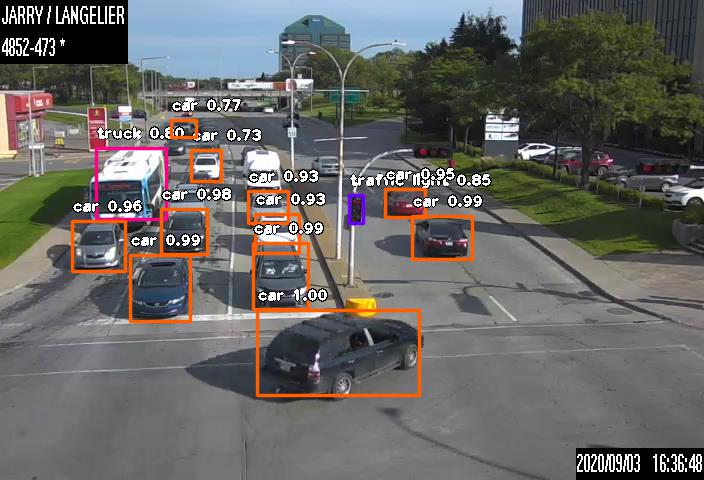 JARRY / LANGELIER
4852-473 *
car 0.77
truck 0.80
car 0.73
car 0.95
traffic light 0.85
car 0.93
car 0.98
car 0.93
car 0.99
car 0.96
car 0.99
car 0.99
car 1.00
2020/09/03 16:36:48